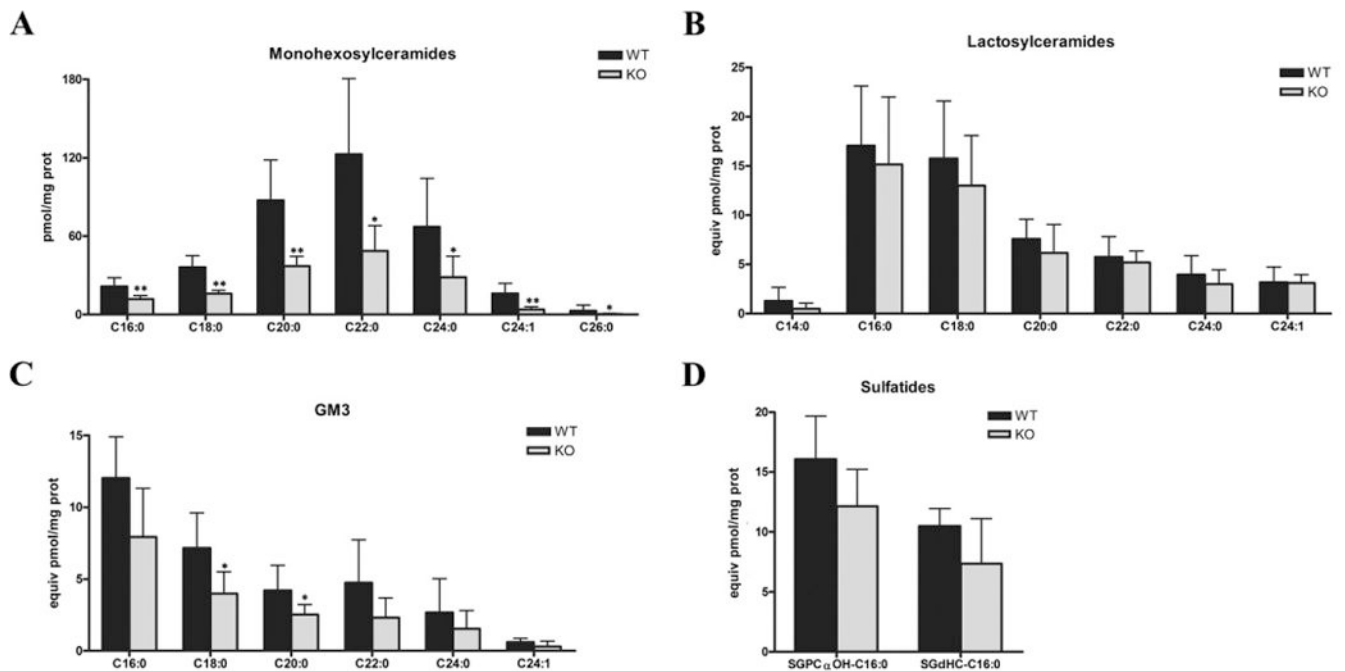 A
Monohexosylceramides
WT
KO
pmol/mg prot
180
120
60
0
**
**
**
*
*
**
*
C16:0 C18:0 C20:0 C22:0 C24:0 C24:1 C26:0
B
Lactosylceramides
WT
KO
equiv pmol/mg prot
25
20
15
10
5
0
C14:0 C16:0 C18:0 C20:0 C22:0 C24:0 C24:1
C
GM3
WT
KO
equiv pmol/mg prot
15
10
5
0
*
*
C16:0 C18:0 C20:0 C22:0 C24:0 C24:1
D
Sulfatides
WT
KO
equiv pmol/mg prot
20
15
10
5
0
SGPCαOH-C16:0 SGdHC-C16:0